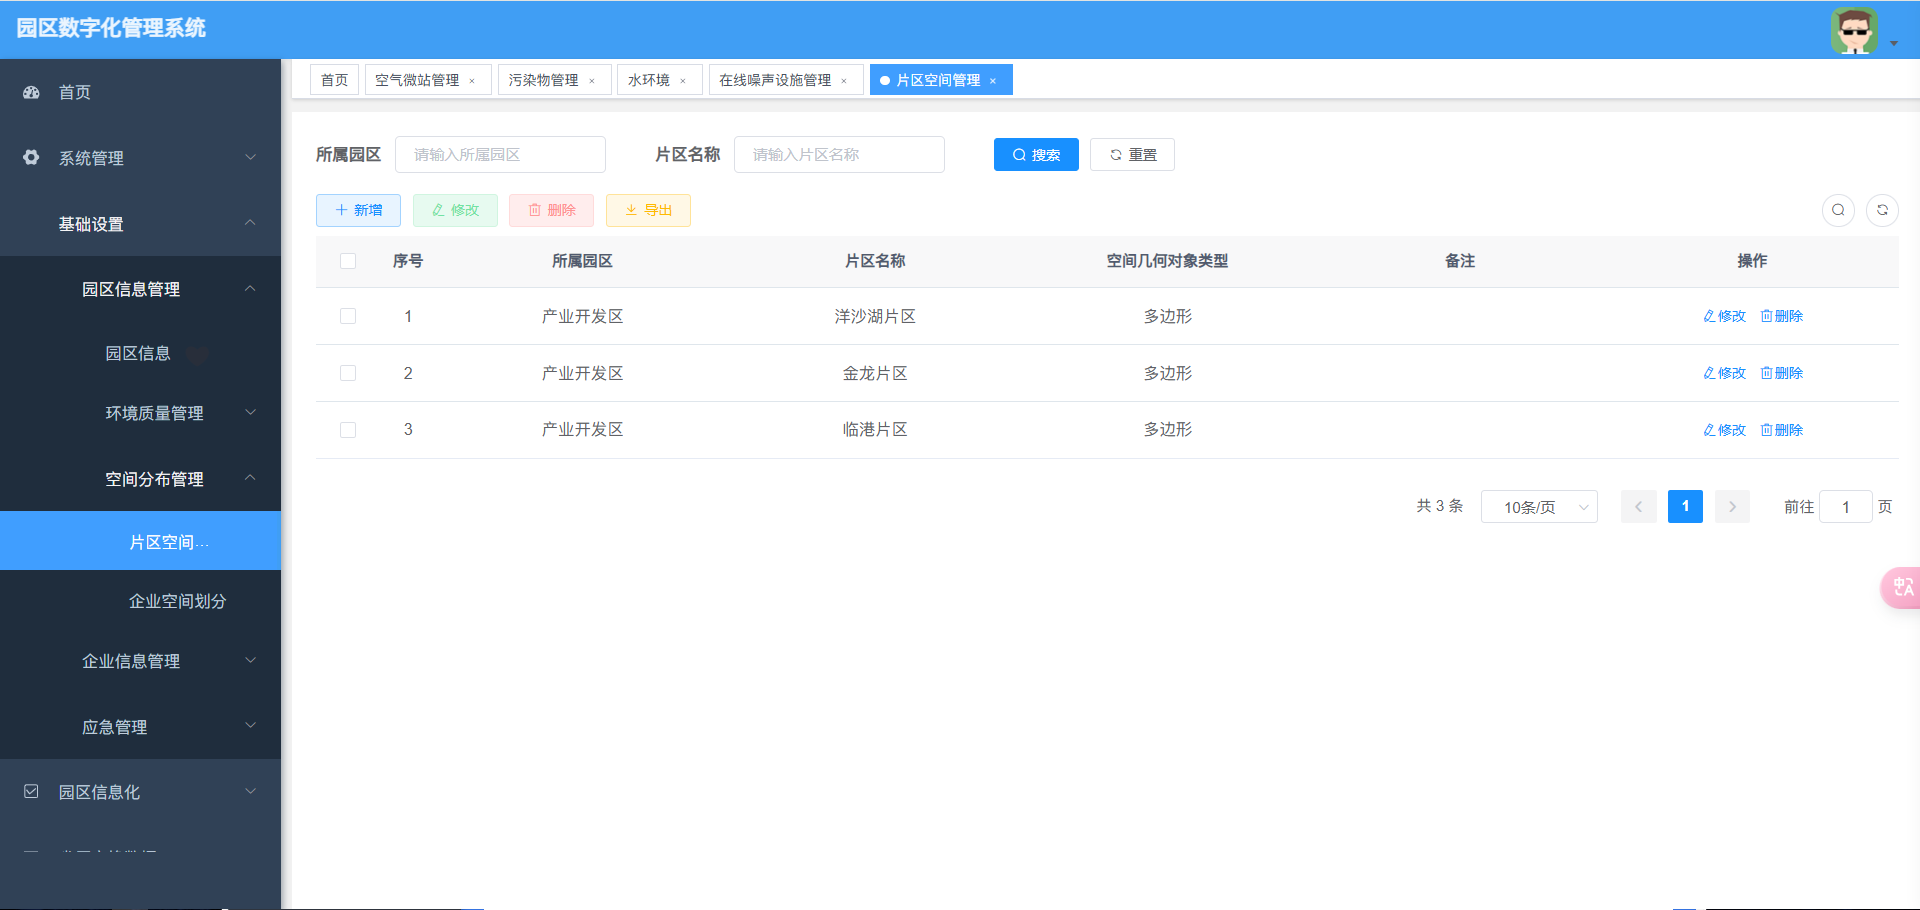 园区数字化管理系统
首页
系统管理
基础设置
园区信息管理
园区信息
环境质量管理
空间分布管理
片区空间...
企业空间划分
企业信息管理
应急管理
园区信息化
首页 空气微站管理 × 污染物管理 × 水环境 × 在线噪声设施管理 × 片区空间管理 ×
所属园区 请输入所属园区 片区名称 请输入片区名称 搜索 重置
新增 修改 删除 导出
序号 所属园区 片区名称 空间几何对象类型 备注 操作
1 产业开发区 洋沙湖片区 多边形 修改 删除
2 产业开发区 金龙片区 多边形 修改 删除
3 产业开发区 临港片区 多边形 修改 删除
共 3 条 10条/页 1 前往 1 页
中A